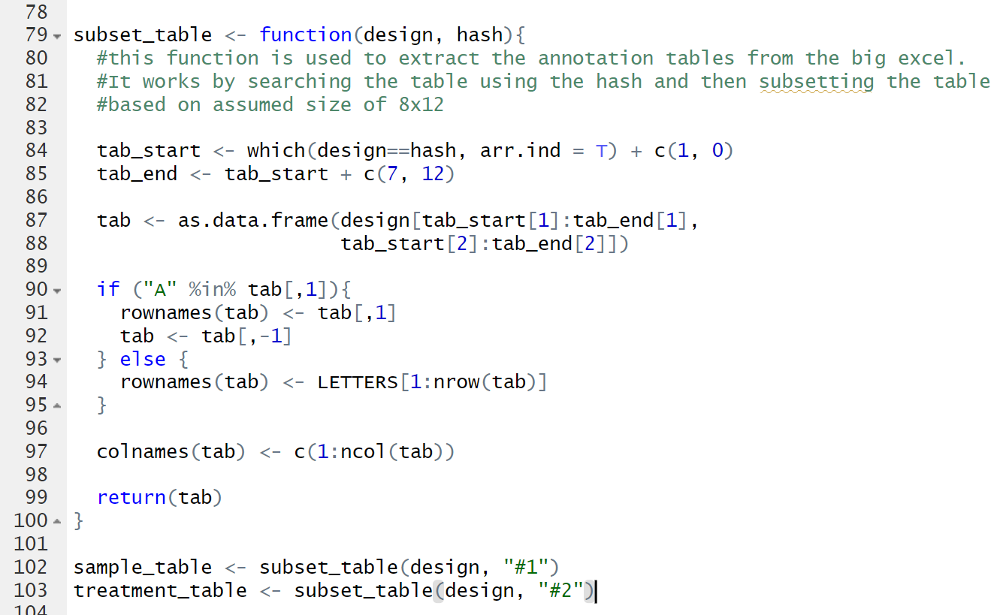 78
79 subset_table <- function(design, hash){
80   #this function is used to extract the annotation tables from the big excel.
81   #It works by searching the table using the hash and then subsetting the table
82   #based on assumed size of 8x12
83
84   tab_start <- which(design==hash, arr.ind = T) + c(1, 0)
85   tab_end <- tab_start + c(7, 12)
86
87   tab <- as.data.frame(design[tab_start[1]:tab_end[1],
88                        tab_start[2]:tab_end[2]])
89
90   if ("A" %in% tab[,1]){
91     rownames(tab) <- tab[,1]
92     tab <- tab[,-1]
93   } else {
94     rownames(tab) <- LETTERS[1:nrow(tab)]
95   }
96
97   colnames(tab) <- c(1:ncol(tab))
98
99   return(tab)
100 }
101
102 sample_table <- subset_table(design, "#1")
103 treatment_table <- subset_table(design, "#2")
104